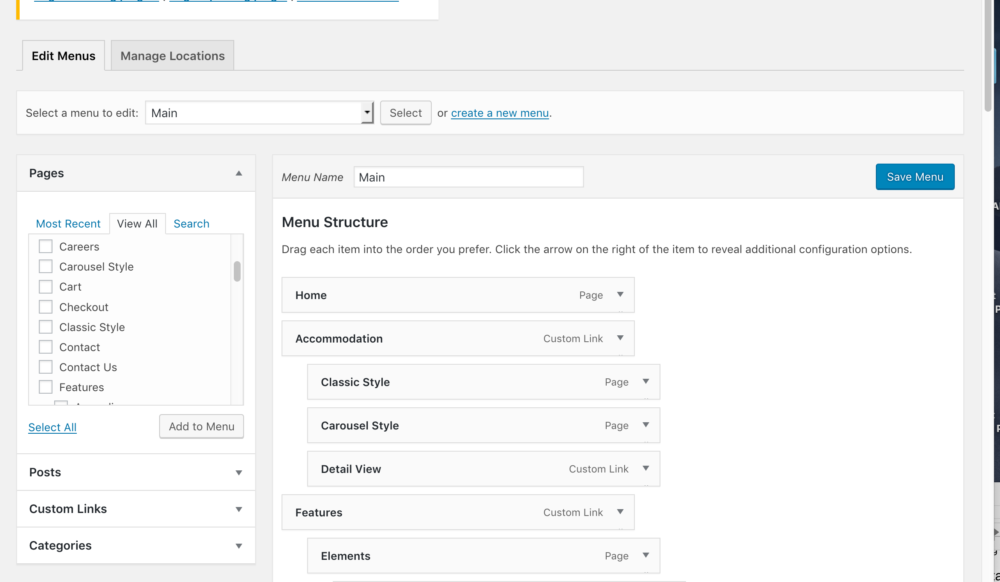 Edit Menus
Manage Locations
Select a menu to edit: Main Select or create a new menu.
Pages
Most Recent View All Search
Careers
Carousel Style
Cart
Checkout
Classic Style
Contact
Contact Us
Features
Select All Add to Menu
Posts
Custom Links
Categories
Menu Name Main Save Menu
Menu Structure
Drag each item into the order you prefer. Click the arrow on the right of the item to reveal additional configuration options.
Home Page
Accommodation Custom Link
Classic Style Page
Carousel Style Page
Detail View Custom Link
Features Custom Link
Elements Page